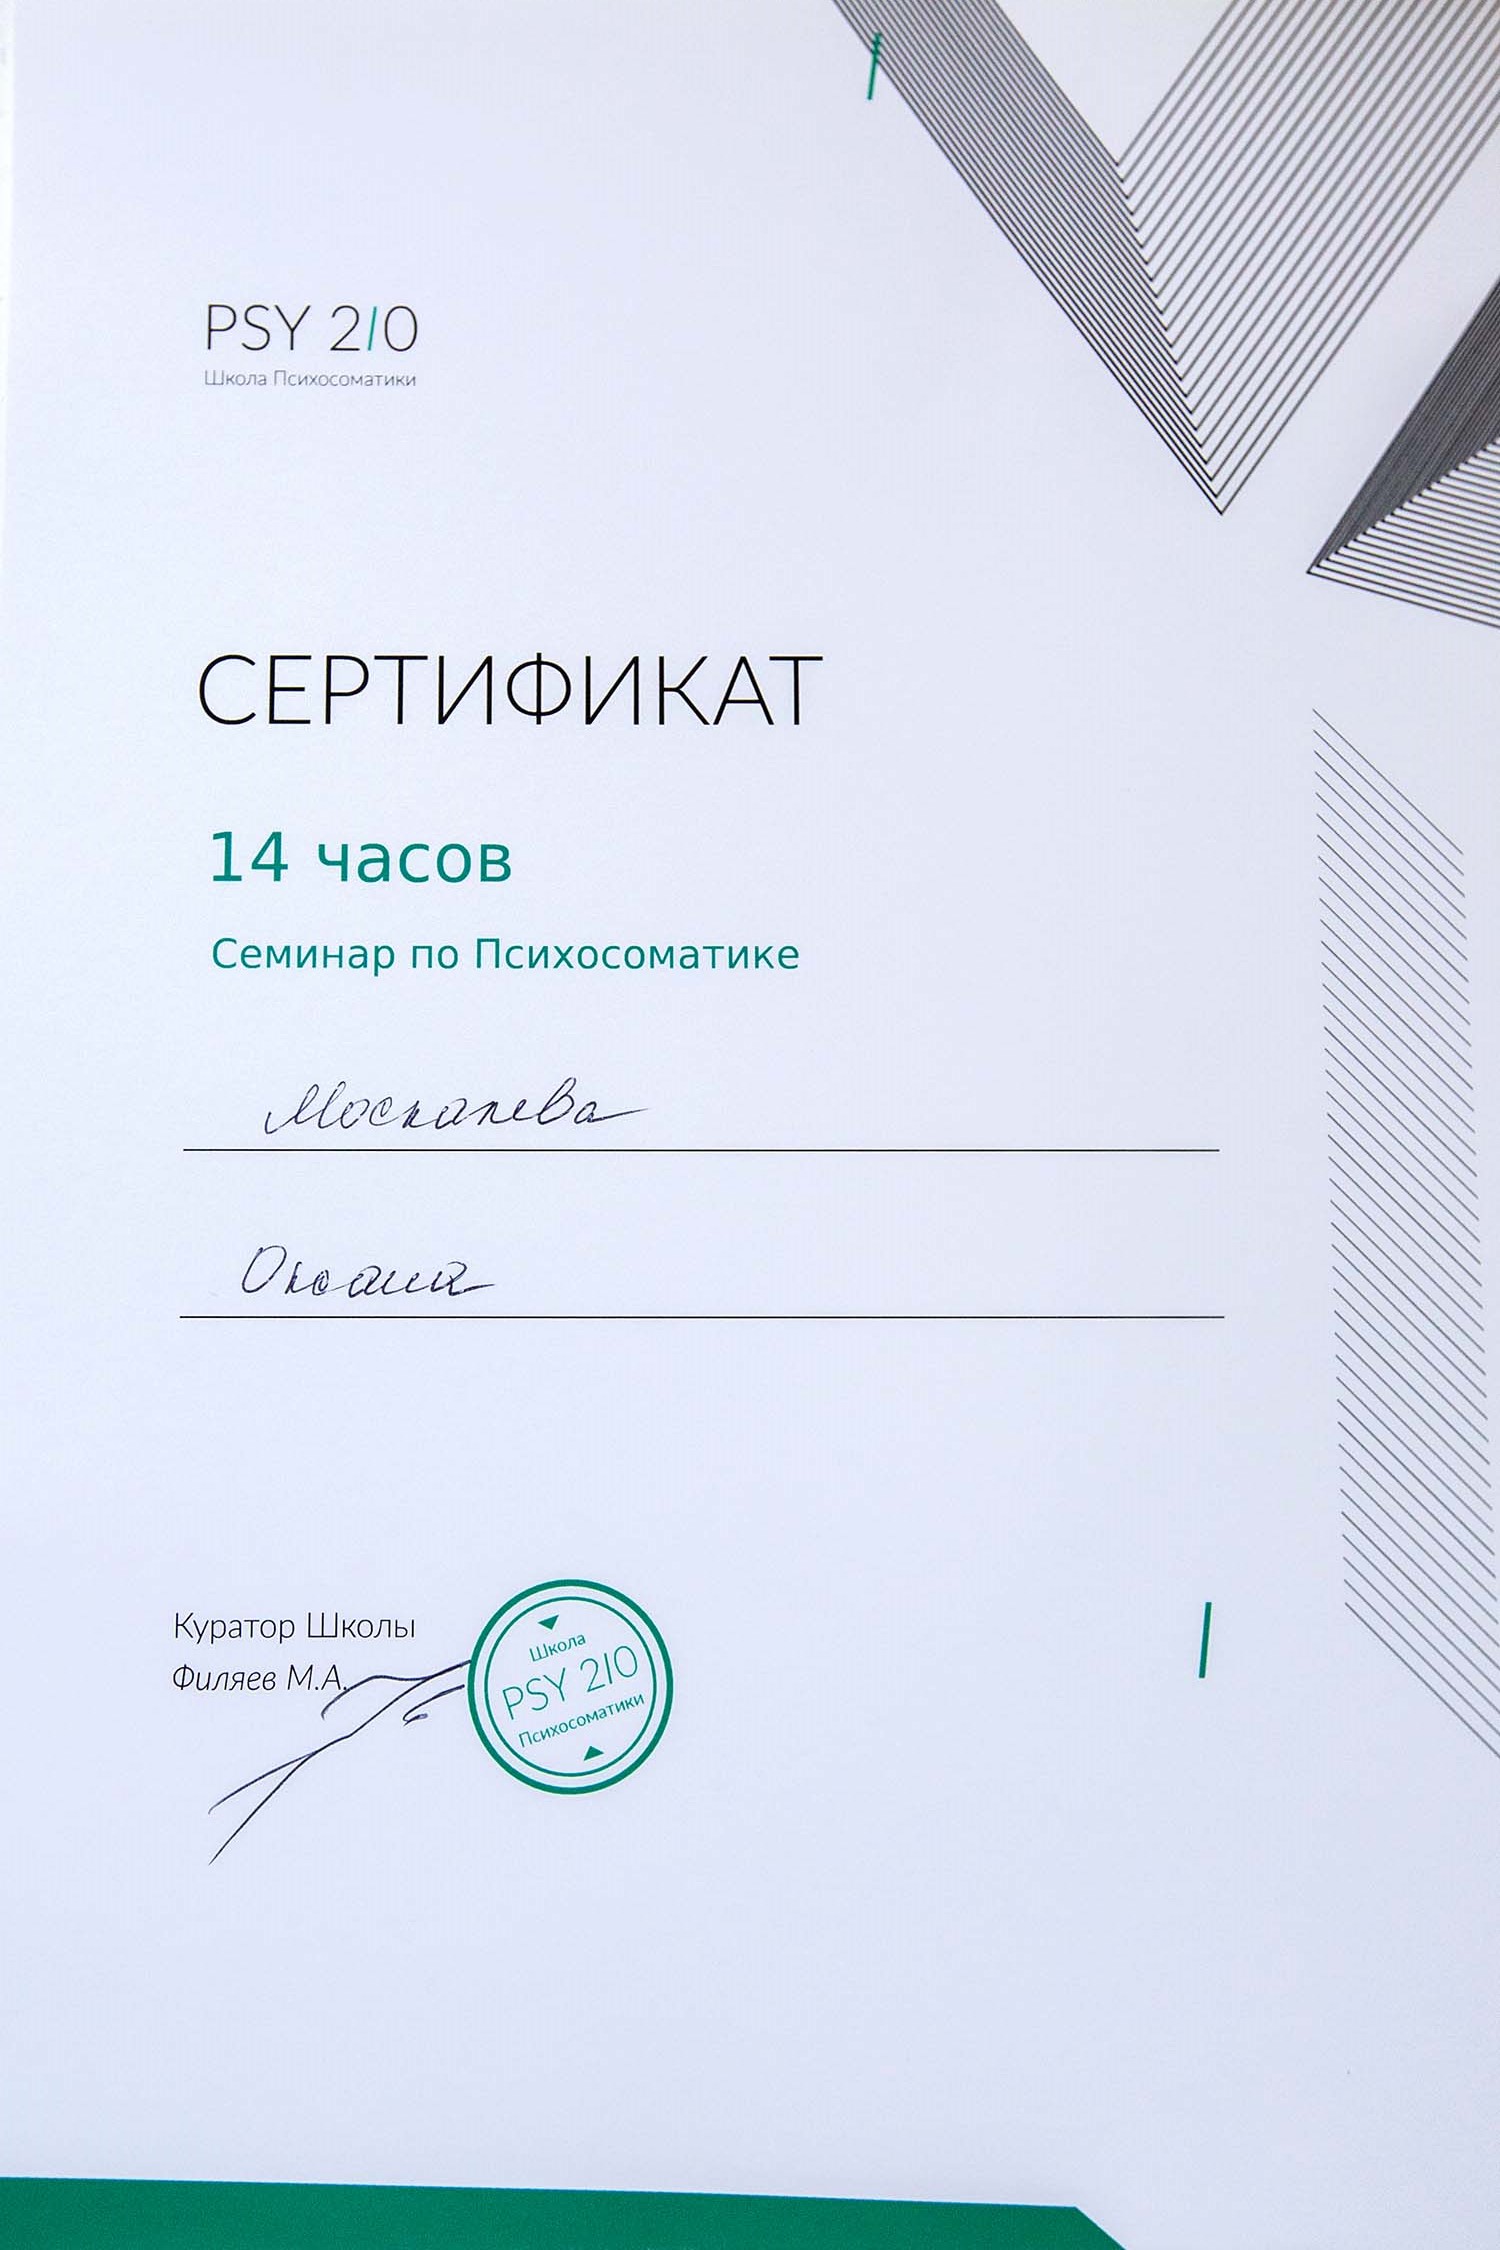 PSY 2/0
Школа Психосоматики
СЕРТИФИКАТ
14 часов
Семинар по Психосоматике
Москалева
Оксана
Куратор Школы
Филяев М.А.
Школа
PSY 2/0
Психосоматики